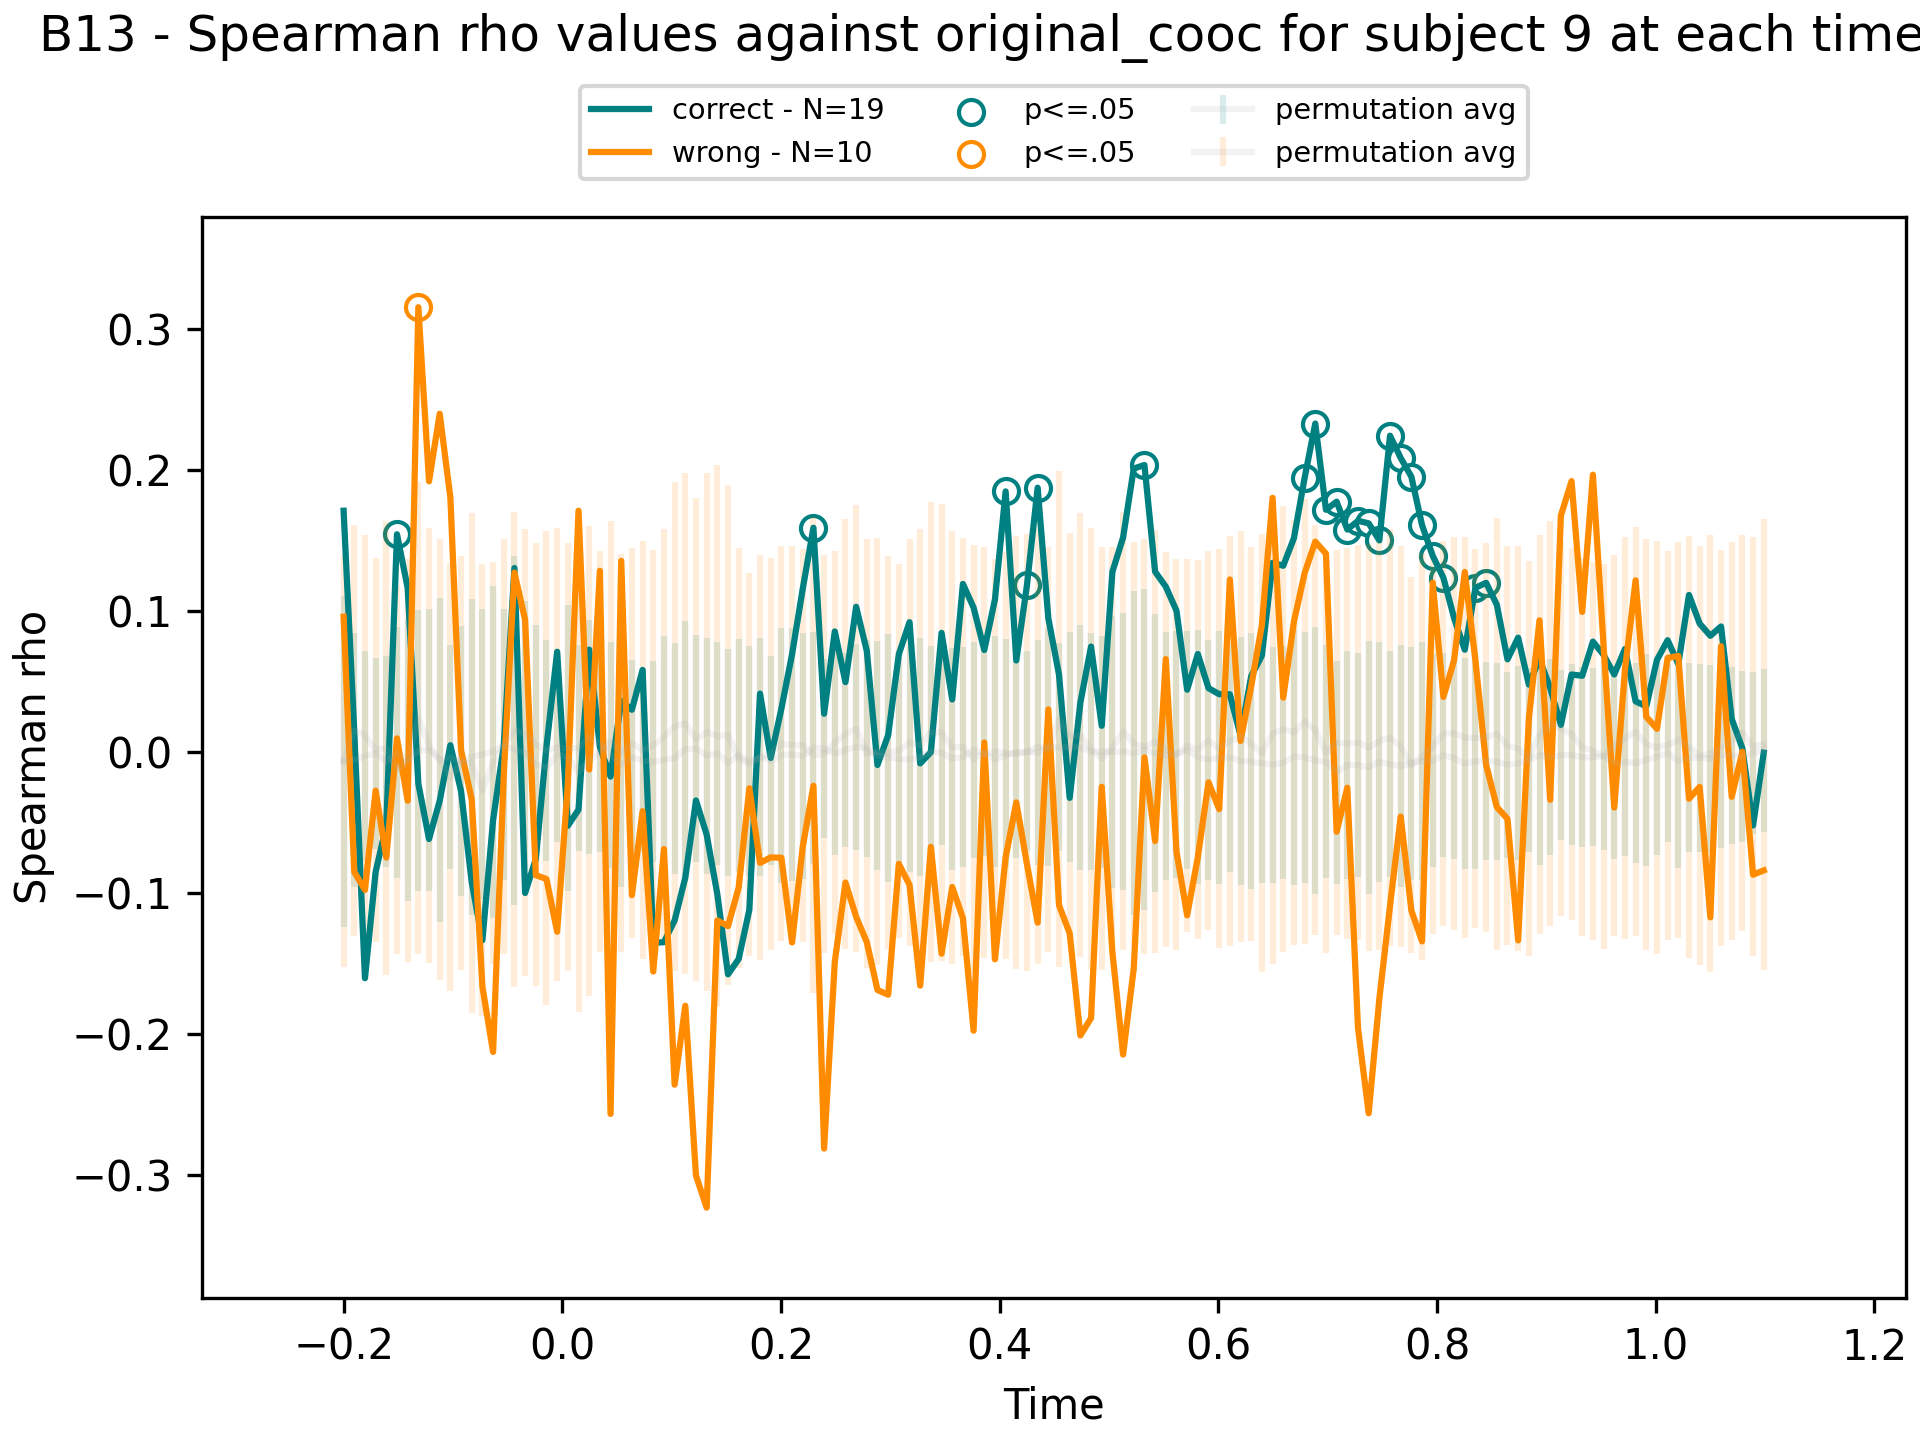 B13 - Spearman rho values against original_cooc for subject 9 at each time
correct - N=19
wrong - N=10
p<=.05
p<=.05
permutation avg
permutation avg
Spearman rho
0.3
0.2
0.1
0.0
−0.1
−0.2
−0.3
−0.2
0.0
0.2
0.4
0.6
0.8
1.0
1.2
Time